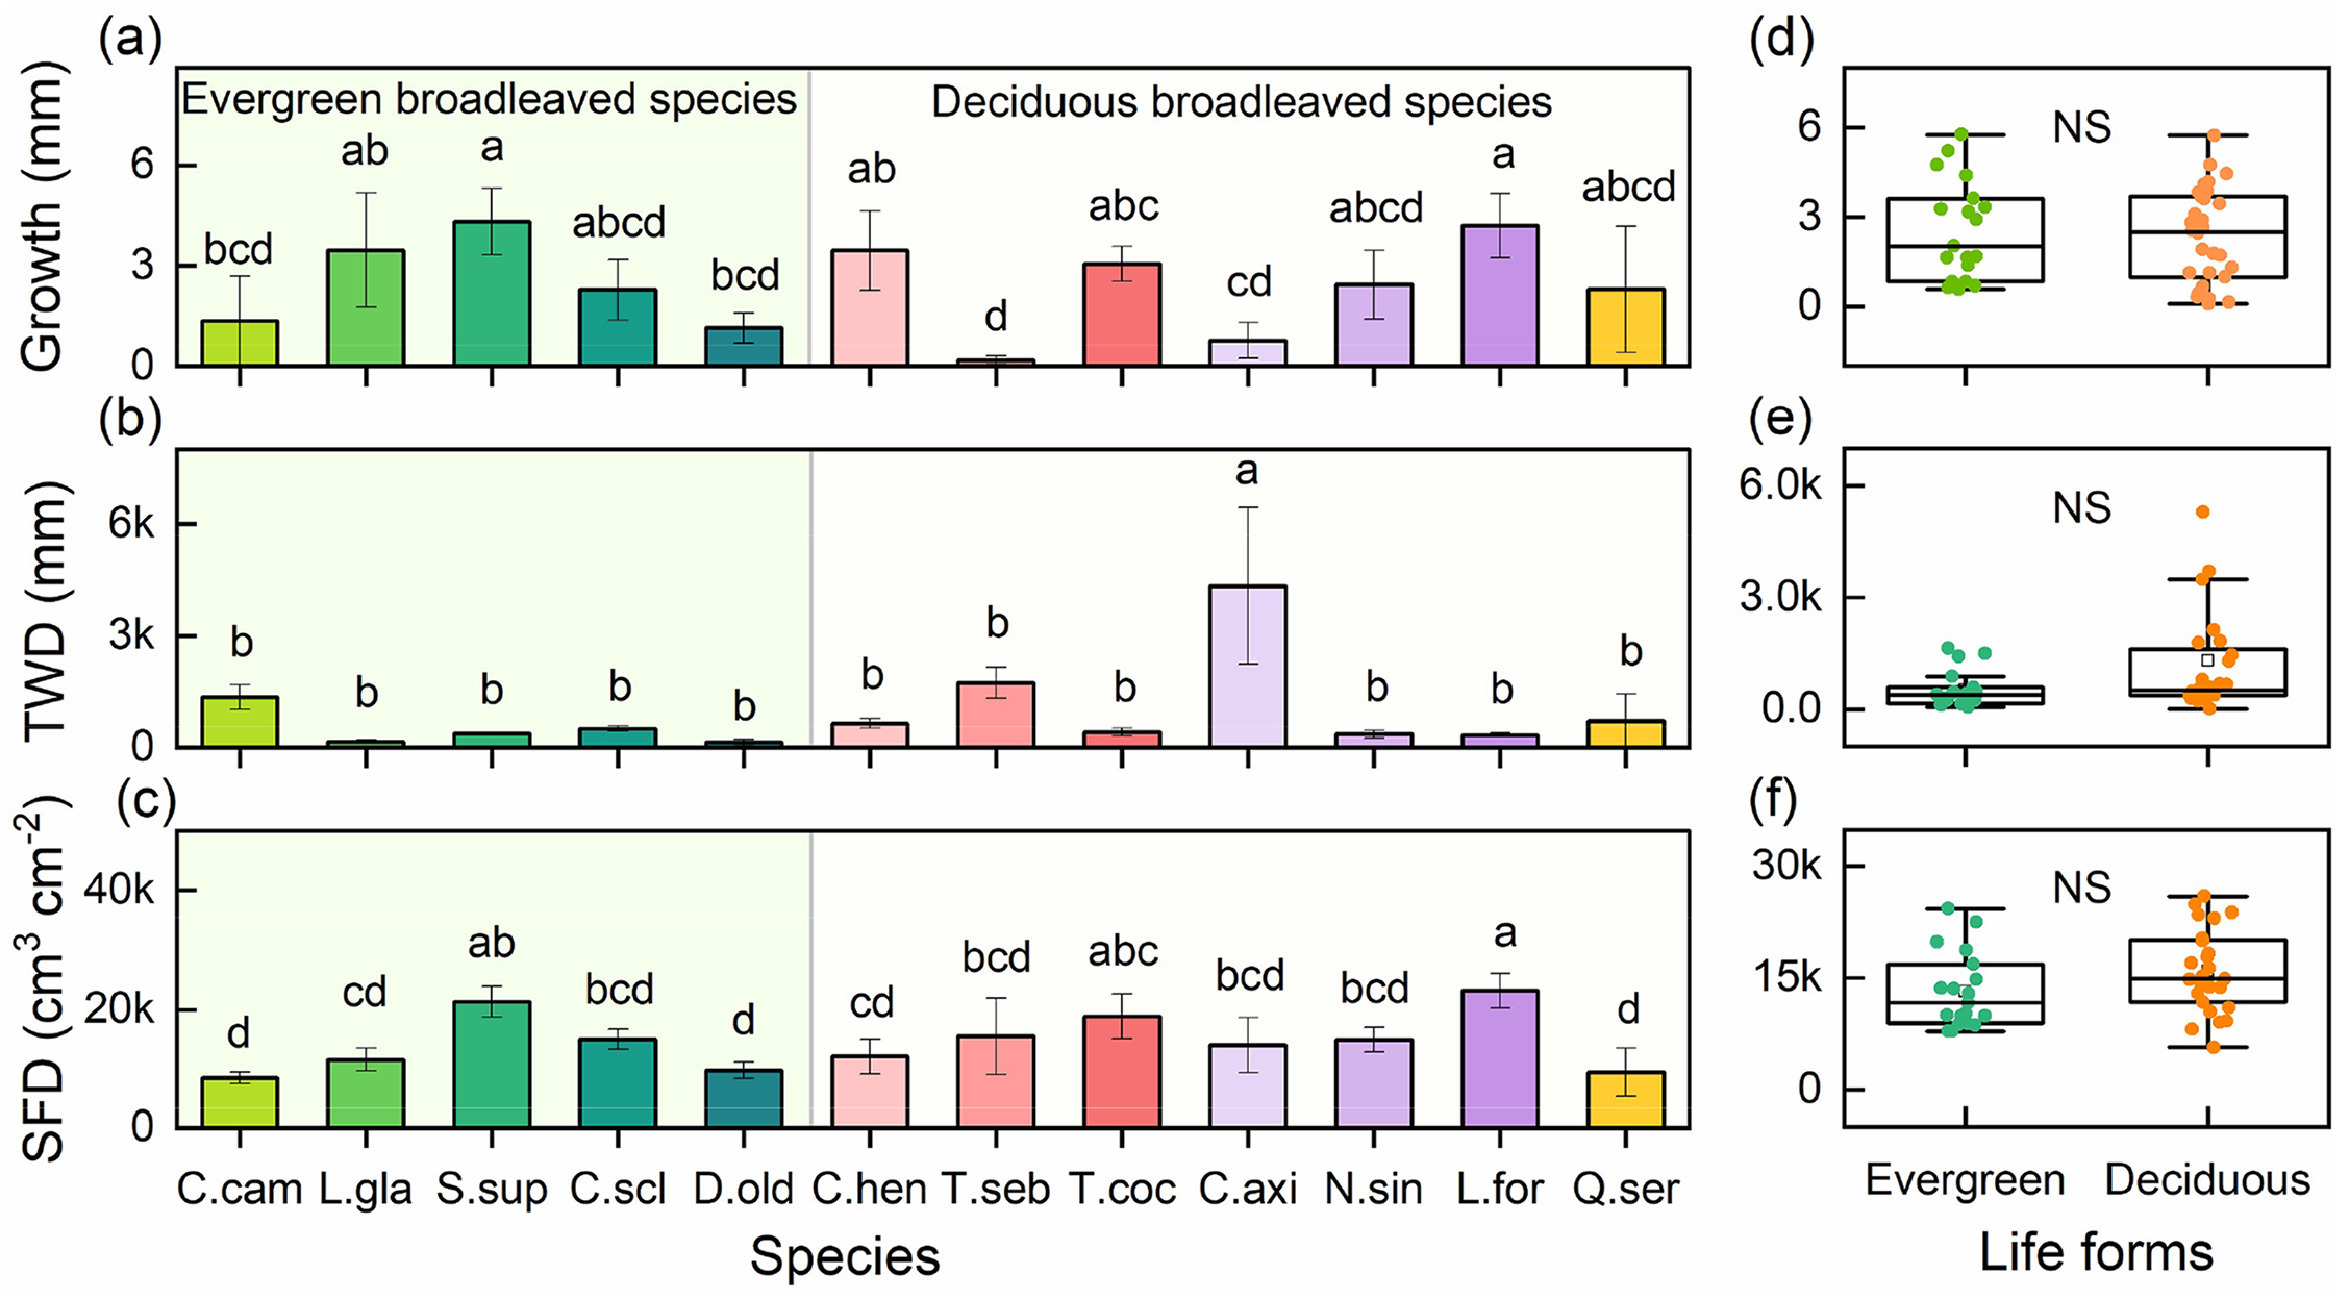 (a)
Growth (mm)
6
3
0
Evergreen broadleaved species
Deciduous broadleaved species
bcd ab a abcd bcd ab d abc cd abcd a abcd
(d)
6
3
0
NS
(b)
TWD (mm)
6k
3k
0
b b b b b b b b a b b b
(e)
6.0k
3.0k
0.0
NS
(c)
SFD (cm³ cm⁻²)
40k
20k
0
d cd ab bcd d cd bcd abc bcd bcd a d
C.cam L.gla S.sup C.scl D.old C.hen T.seb T.coc C.axi N.sin L.for Q.ser
Species
(f)
30k
15k
0
NS
Evergreen Deciduous
Life forms